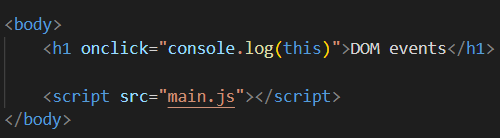 <body>
<h1 onclick="console.log(this)">DOM events</h1>
<script src="main.js"></script>
</body>